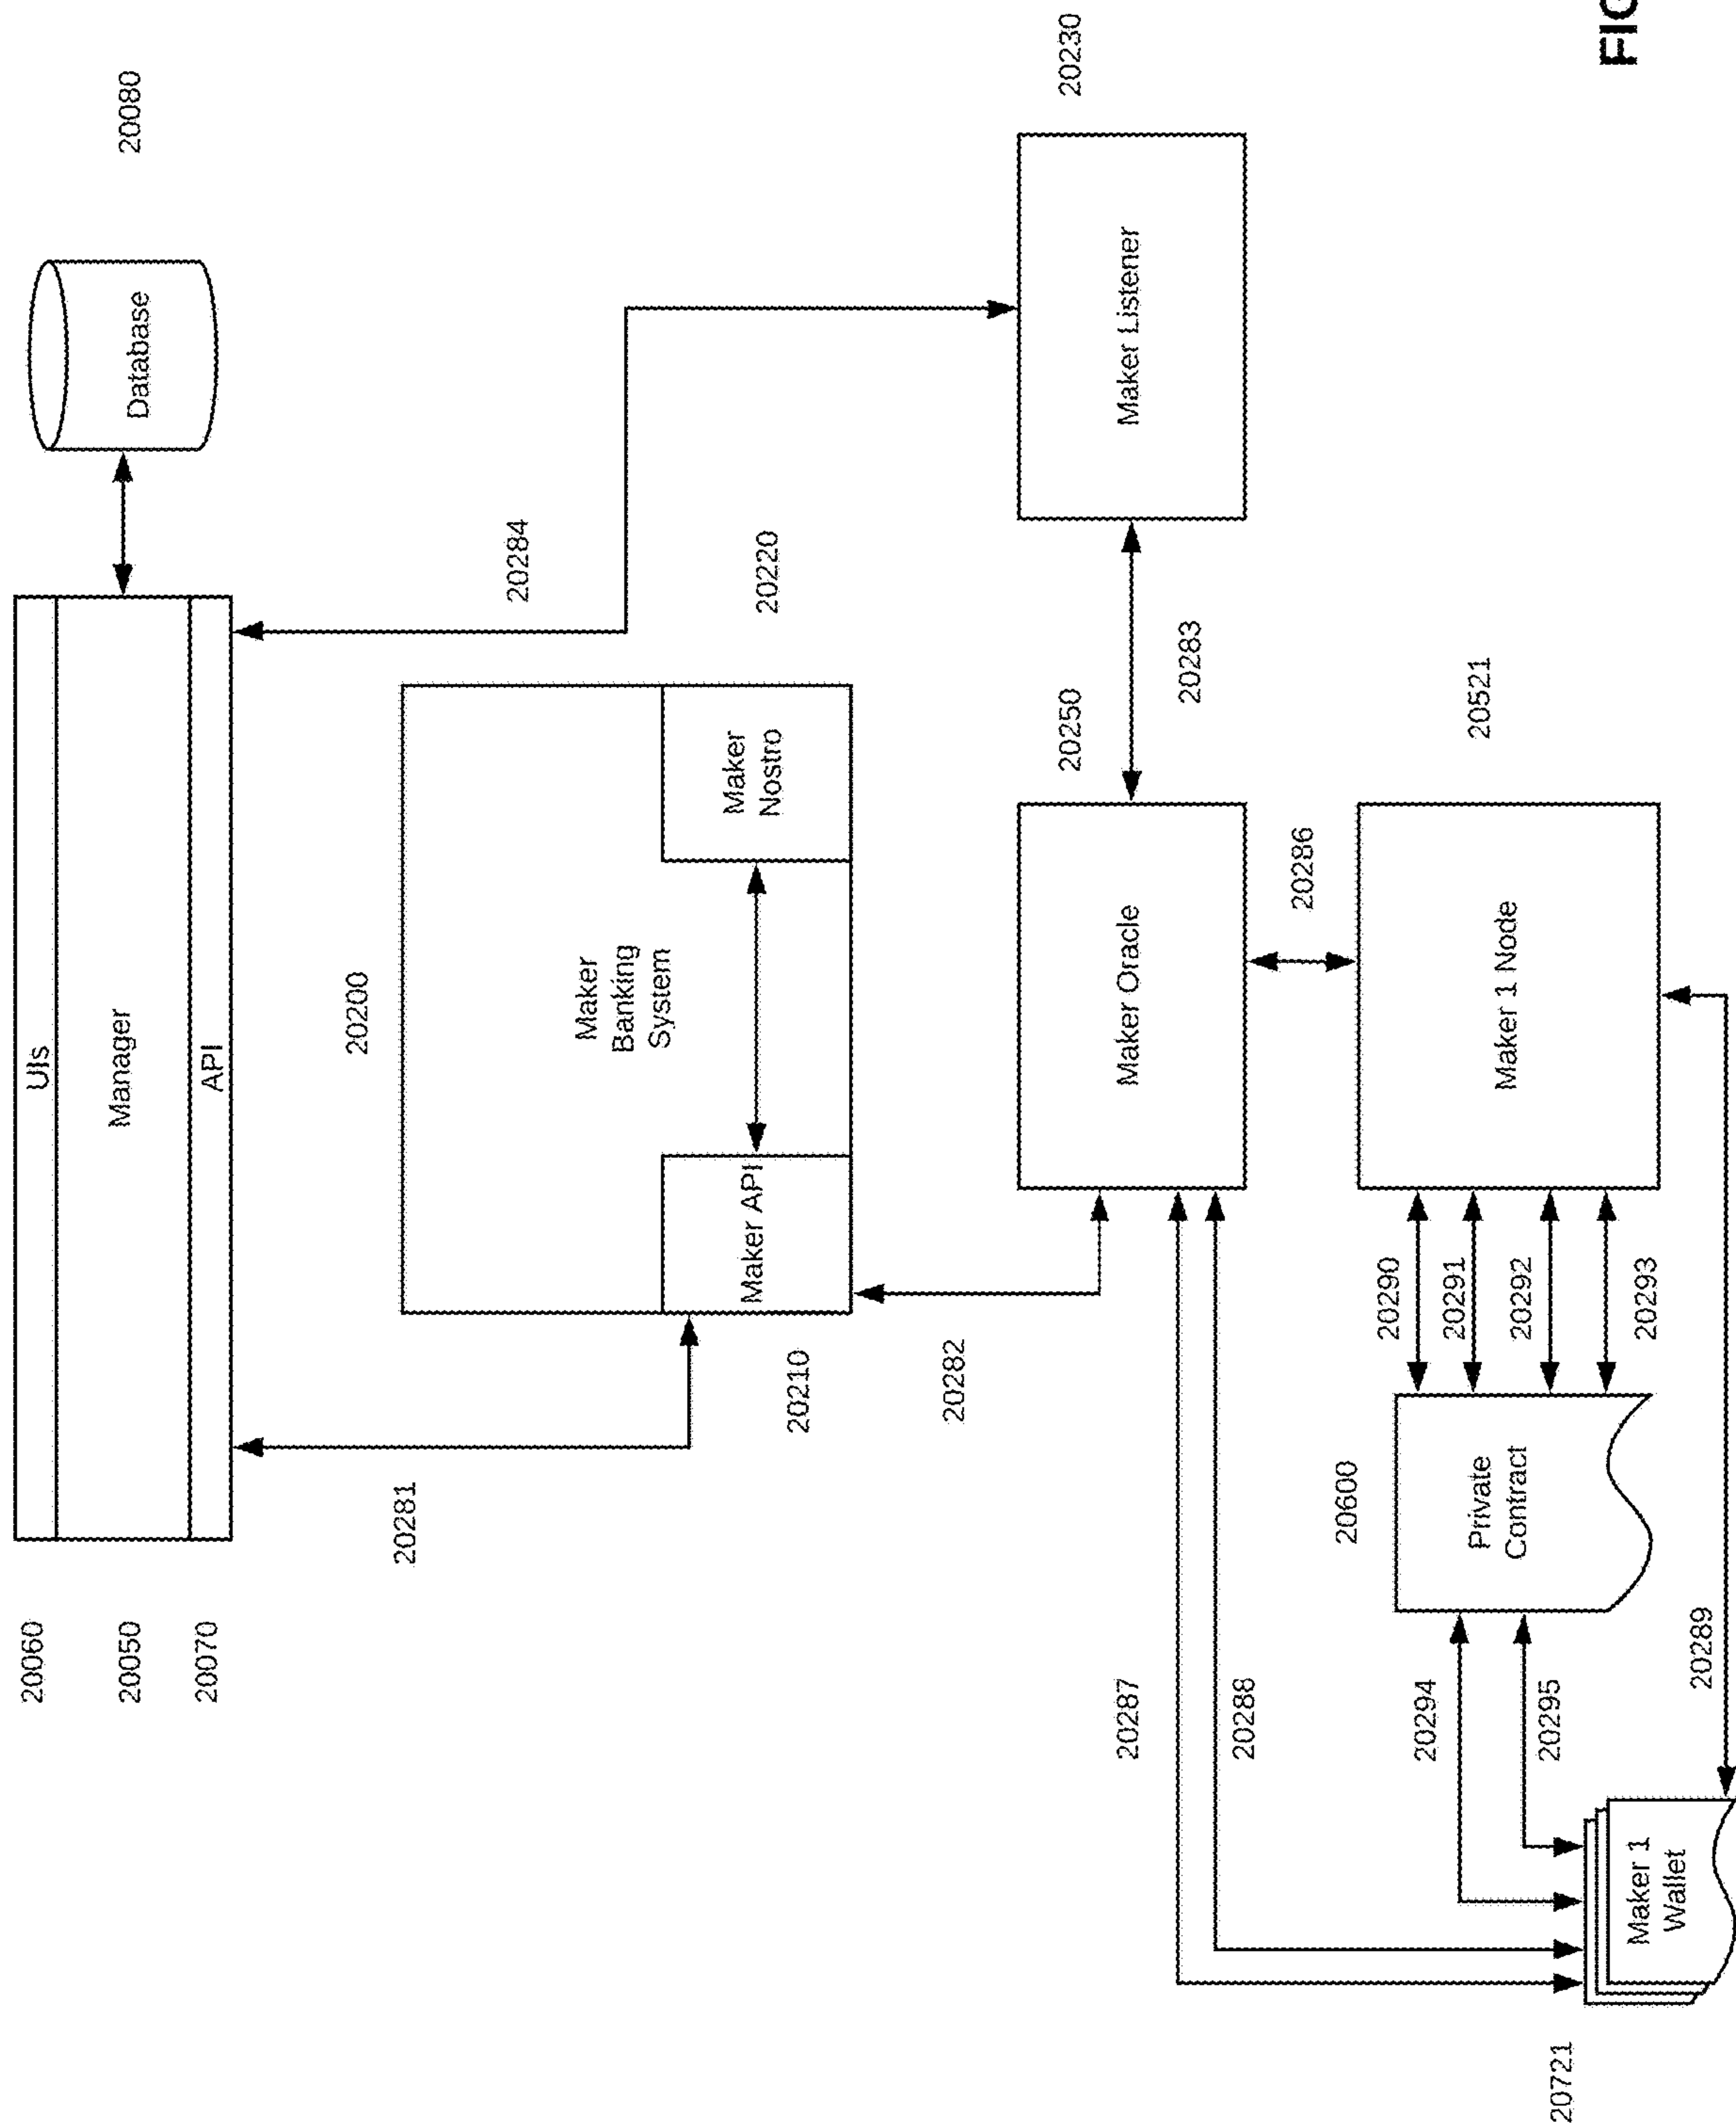 20060
UIs
20050
Manager
Database
20080
20070
API
20281
20200
20284
Maker
Banking
System
20210
Maker API
Maker
Nostro
20220
20282
20250
20230
20287
Maker Oracle
20283
Maker Listener
20288
20286
20600
20290
20294
20291
Private
Contract
20295
20292
20293
Maker 1 Node
20521
20721
Maker 1
Wallet
20289
FIG